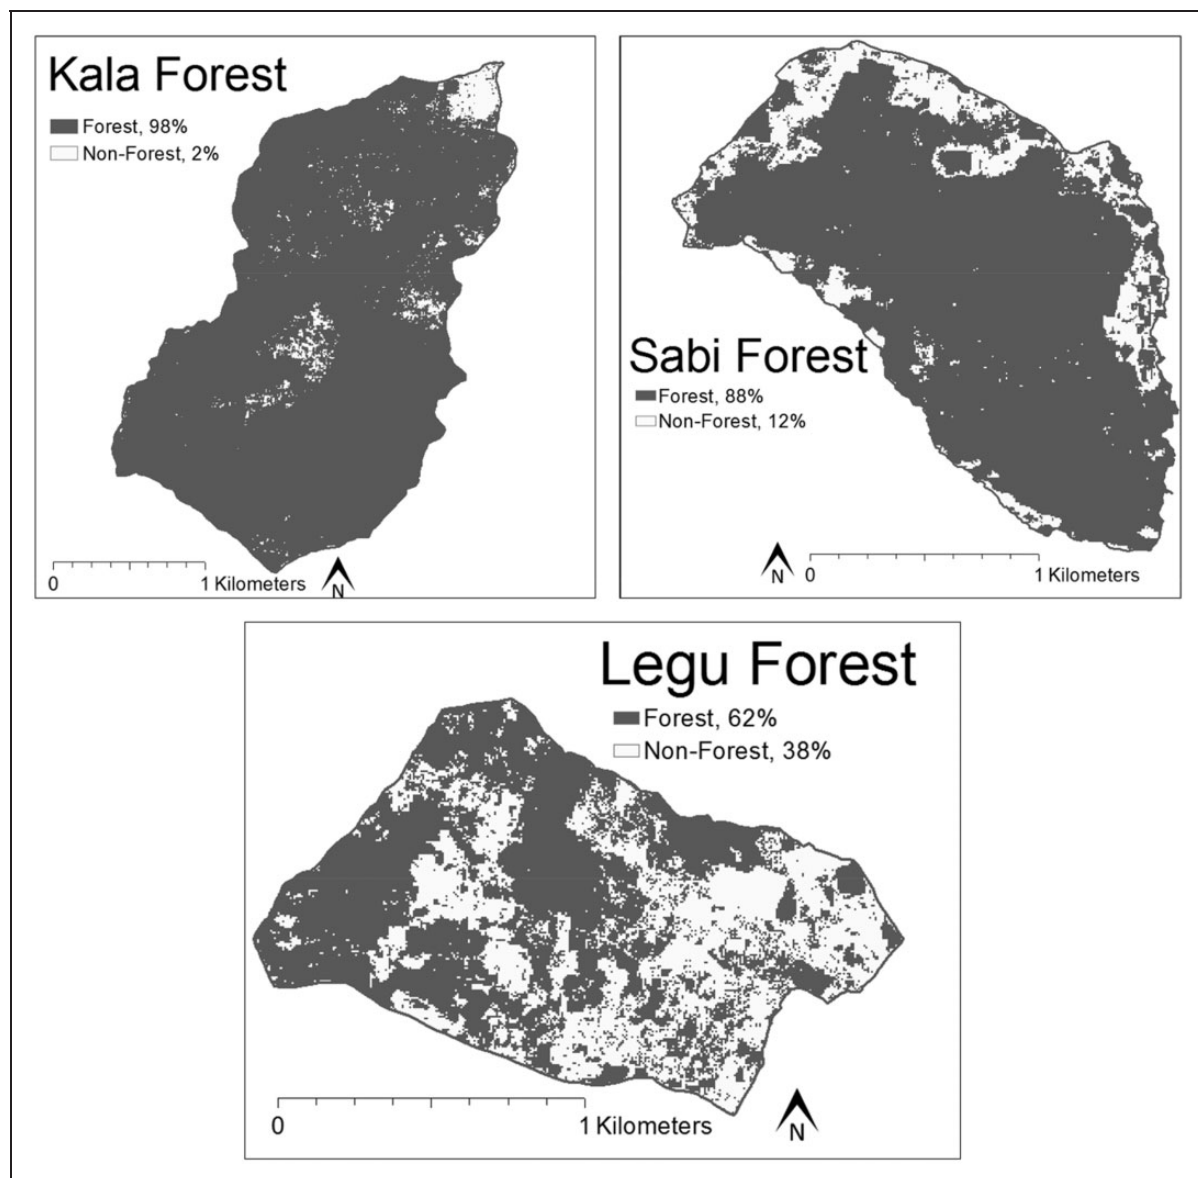 Kala Forest
Forest, 98%
Non-Forest, 2%
0 1 Kilometers
N
Sabi Forest
Forest, 88%
Non-Forest, 12%
N
0 1 Kilometers
Legu Forest
Forest, 62%
Non-Forest, 38%
0 1 Kilometers
N